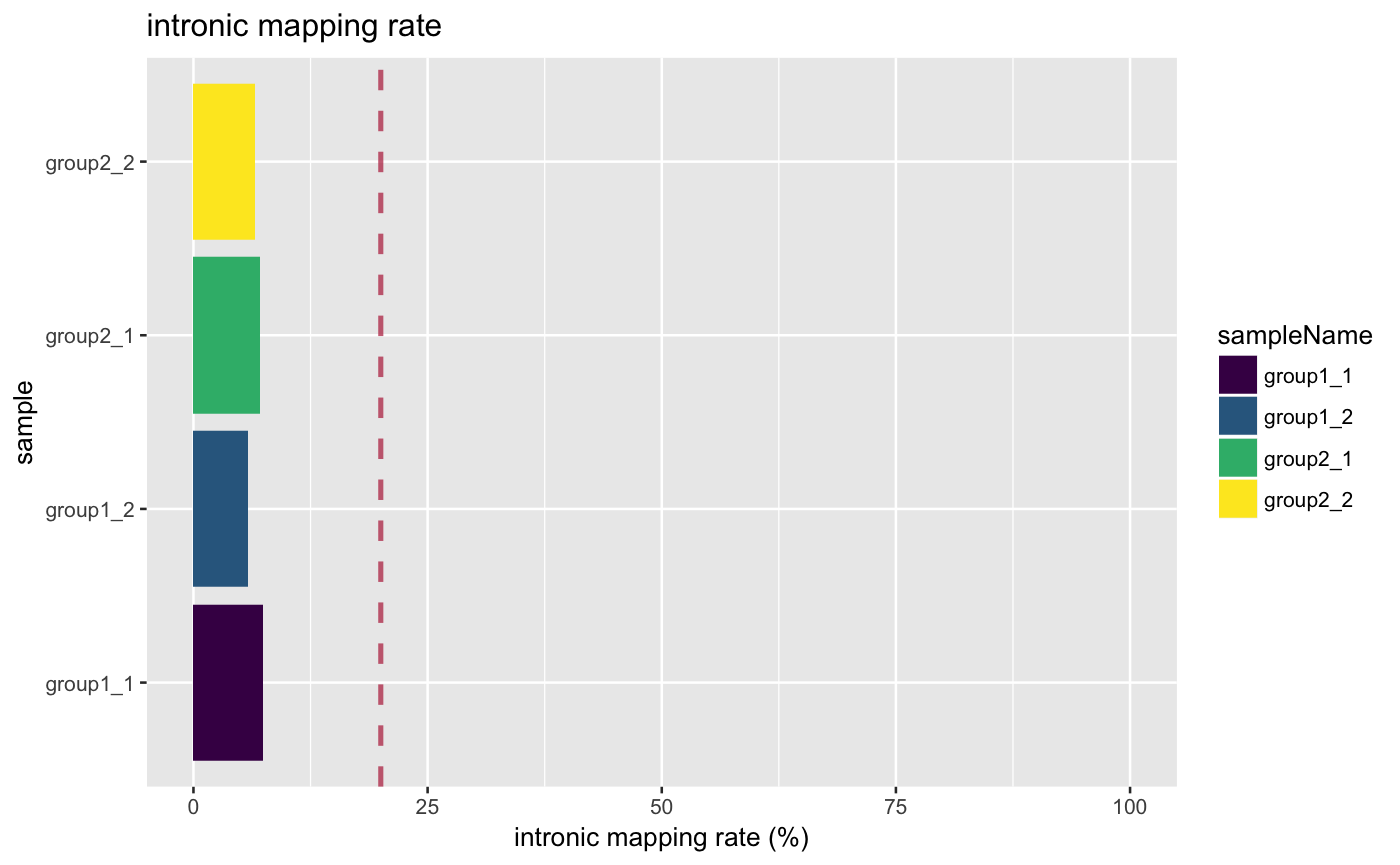 intronic mapping rate
group2_2
group2_1
group1_2
group1_1
sample
0 25 50 75 100
intronic mapping rate (%)
sampleName
group1_1
group1_2
group2_1
group2_2